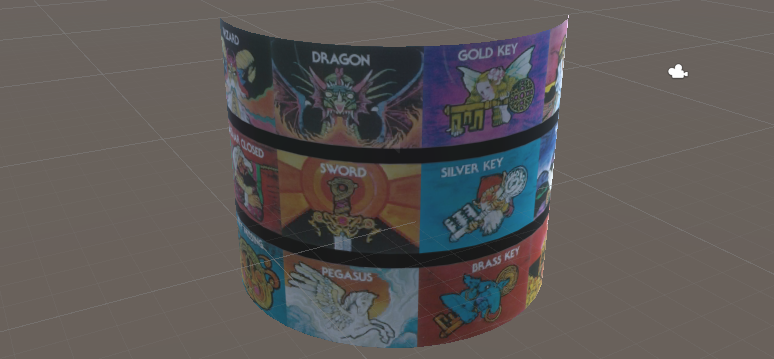 DRAGON
GOLD KEY
SWORD
SILVER KEY
PEGASUS
BRASS KEY